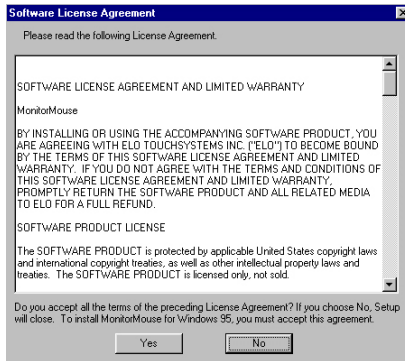 Software License Agreement
Please read the following License Agreement.
SOFTWARE LICENSE AGREEMENT AND LIMITED WARRANTY
MonitorMouse
BY INSTALLING OR USING THE ACCOMPANYING SOFTWARE PRODUCT, YOU
ARE AGREEING WITH ELO TOUCHSYSTEMS INC. ("ELO") TO BECOME BOUND
BY THE TERMS OF THIS SOFTWARE LICENSE AGREEMENT AND LIMITED
WARRANTY.  IF YOU DO NOT AGREE WITH THE TERMS AND CONDITIONS OF
THIS SOFTWARE LICENSE AGREEMENT AND LIMITED WARRANTY,
PROMPTLY RETURN THE SOFTWARE PRODUCT AND ALL RELATED MEDIA
TO ELO FOR A FULL REFUND.
SOFTWARE PRODUCT LICENSE
The SOFTWARE PRODUCT is protected by applicable United States copyright laws
and international copyright treaties, as well as other intellectual property laws and
treaties.  The SOFTWARE PRODUCT is licensed only, not sold.
Do you accept all the terms of the preceding License Agreement? If you choose No, Setup
will close.  To install MonitorMouse for Windows 95, you must accept this agreement.
Yes
No